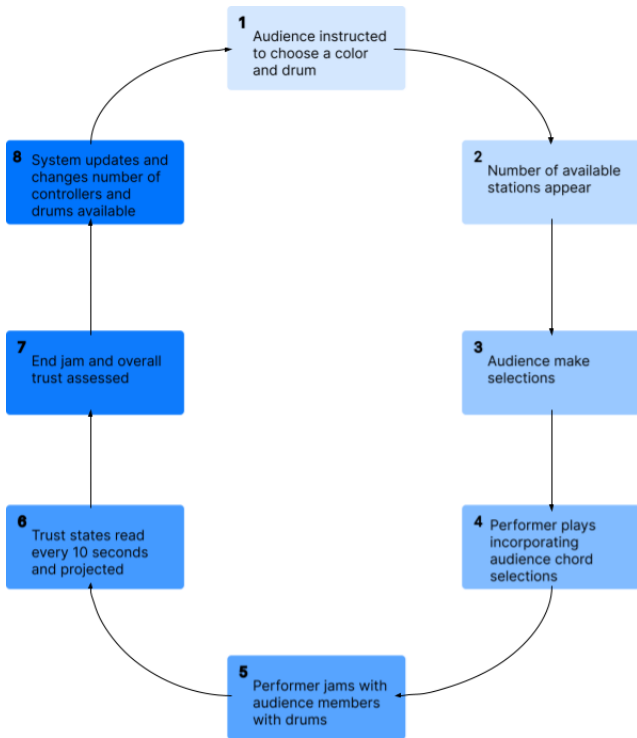 1
Audience instructed
to choose a color
and drum
2
Number of available
stations appear
3
Audience make
selections
4
Performer plays
incorporating
audience chord
selections
5
Performer jams with
audience members
with drums
6
Trust states read
every 10 seconds
and projected
7
End jam and overall
trust assessed
8
System updates and
changes number of
controllers and
drums available